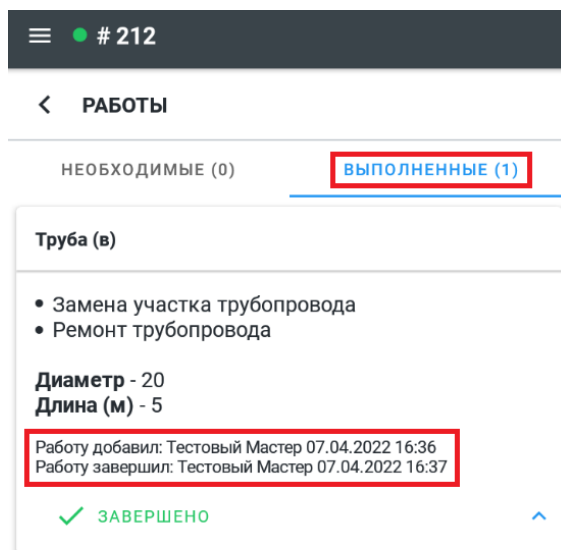 # 212
РАБОТЫ
НЕОБХОДИМЫЕ (0) ВЫПОЛНЕННЫЕ (1)
Труба (в)
• Замена участка трубопровода
• Ремонт трубопровода
Диаметр - 20
Длина (м) - 5
Работу добавил: Тестовый Мастер 07.04.2022 16:36
Работу завершил: Тестовый Мастер 07.04.2022 16:37
ЗАВЕРШЕНО